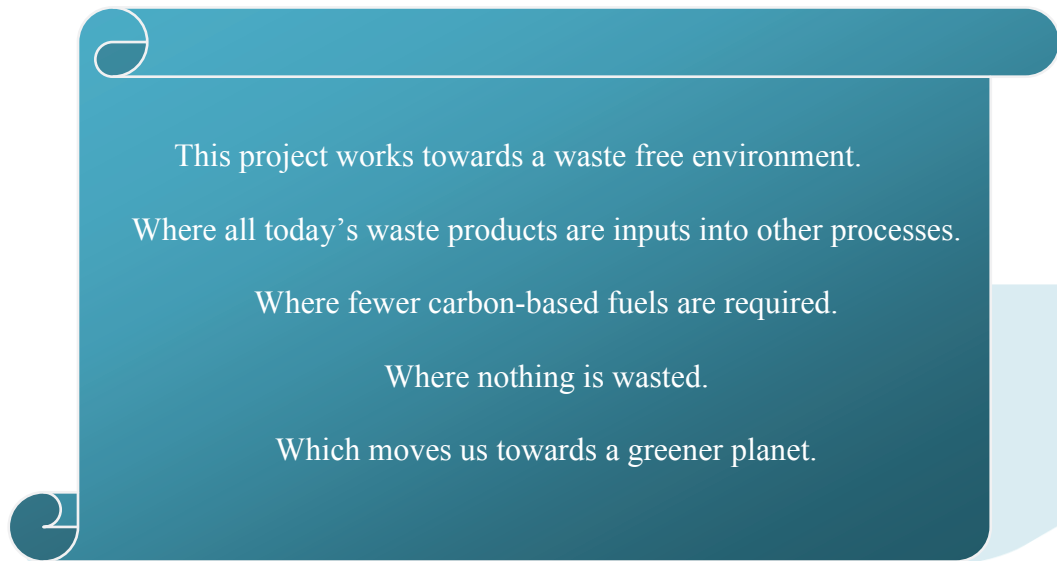 This project works towards a waste free environment.
Where all today’s waste products are inputs into other processes.
Where fewer carbon-based fuels are required.
Where nothing is wasted.
Which moves us towards a greener planet.